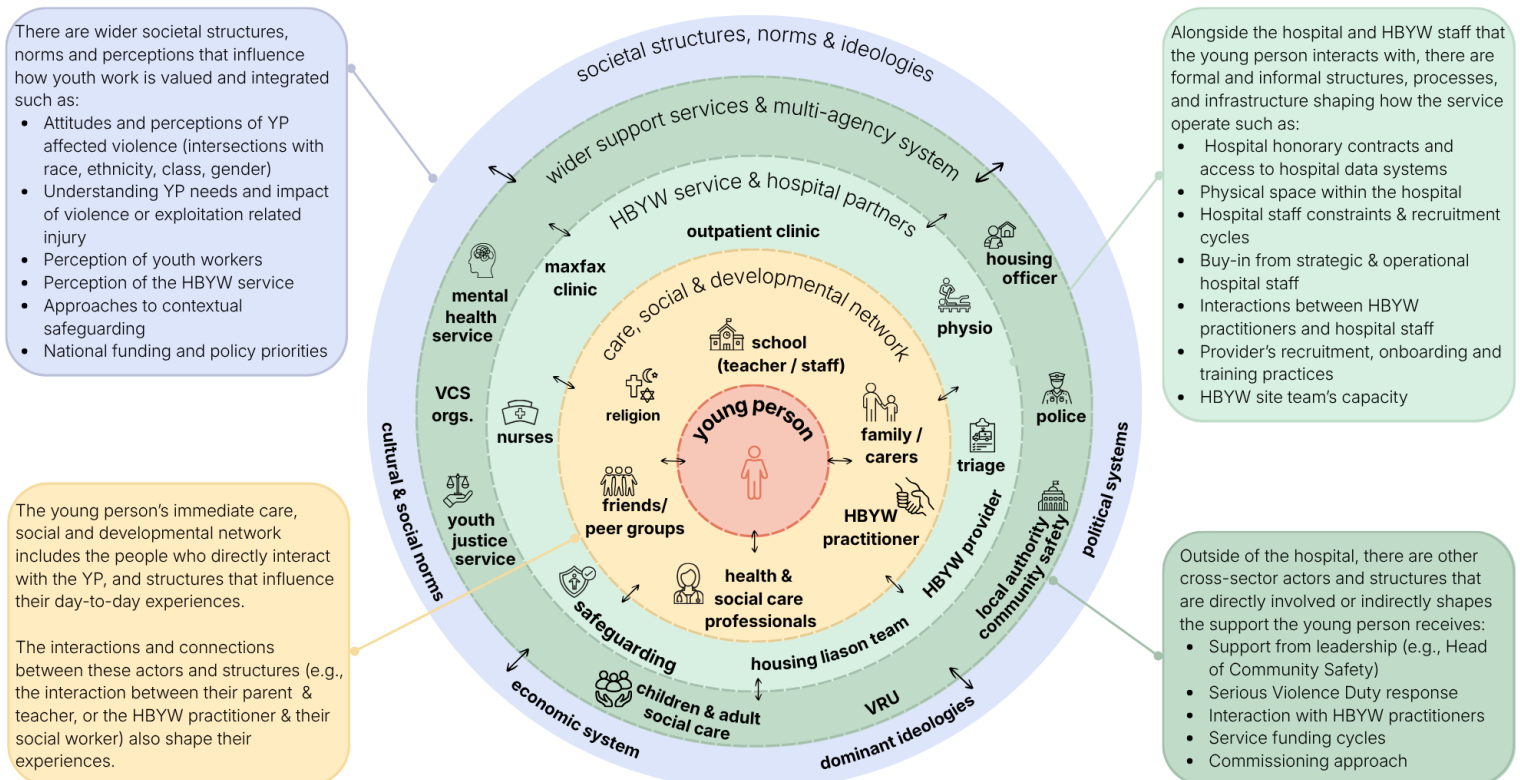 There are wider societal structures,
norms and perceptions that influence
how youth work is valued and integrated
such as:
• Attitudes and perceptions of YP
affected violence (intersections with
race, ethnicity, class, gender)
• Understanding YP needs and impact
of violence or exploitation related
injury
• Perception of youth workers
• Perception of the HBYW service
• Approaches to contextual
safeguarding
• National funding and policy priorities
The young person's immediate care,
social and developmental network
includes the people who directly interact
with the YP, and structures that influence
their day-to-day experiences.
The interactions and connections
between these actors and structures (e.g.,
the interaction between their parent &
teacher, or the HBYW practitioner & their
social worker) also shape their
experiences.
societal structures, norms & ideologies
cultural & social norms
economic system
dominant ideologies
political systems
wider support services & multi-agency system
mental
health
service
VCS
orgs.
youth
justice
service
children & adult
social care
VRU
local authority
community safety
police
housing
officer
HBYW service & hospital partners
outpatient clinic
maxfax
clinic
nurses
safeguarding
housing liason team
HBYW provider
triage
physio
care, social & developmental network
school
(teacher / staff)
religion
family /
carers
friends/
peer groups
HBYW
practitioner
health &
social care
professionals
young person
Alongside the hospital and HBYW staff that
the young person interacts with, there are
formal and informal structures, processes,
and infrastructure shaping how the service
operate such as:
• Hospital honorary contracts and
access to hospital data systems
• Physical space within the hospital
• Hospital staff constraints & recruitment
cycles
• Buy-in from strategic & operational
hospital staff
• Interactions between HBYW
practitioners and hospital staff
• Provider's recruitment, onboarding and
training practices
• HBYW site team's capacity
Outside of the hospital, there are other
cross-sector actors and structures that
are directly involved or indirectly shapes
the support the young person receives:
• Support from leadership (e.g., Head
of Community Safety)
• Serious Violence Duty response
• Interaction with HBYW practitioners
• Service funding cycles
• Commissioning approach